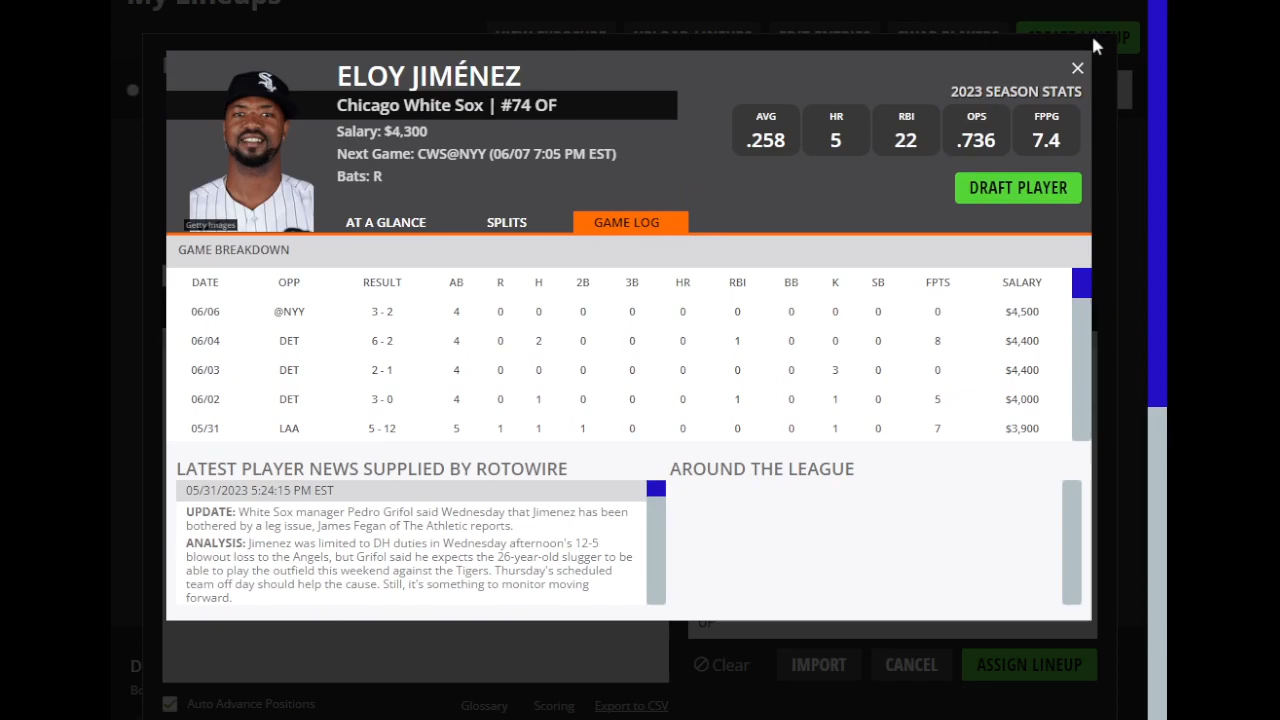 My Lineups
VIEW EXPOSURE UPLOAD LINEUPS EDIT ENTRIES SWAP PLAYERS
ELOY JIMÉNEZ
Chicago White Sox | #74 OF
Salary: $4,300
Next Game: CWS@NYY (06/07 7:05 PM EST)
Bats: R
Getty Images
2023 SEASON STATS
AVG HR RBI OPS FPPG
.258 5 22 .736 7.4
DRAFT PLAYER
AT A GLANCE SPLITS GAME LOG
GAME BREAKDOWN
DATE OPP RESULT AB R H 2B 3B HR RBI BB K SB FPTS SALARY
06/06 @NYY 3 - 2 4 0 0 0 0 0 0 0 0 0 0 $4,500
06/04 DET 6 - 2 4 0 2 0 0 0 1 0 0 0 8 $4,400
06/03 DET 2 - 1 4 0 0 0 0 0 0 0 3 0 0 $4,400
06/02 DET 3 - 0 4 0 1 0 0 0 1 0 1 0 5 $4,000
05/31 LAA 5 - 12 5 1 1 1 0 0 0 0 1 0 7 $3,900
LATEST PLAYER NEWS SUPPLIED BY ROTOWIRE
05/31/2023 5:24:15 PM EST
UPDATE: White Sox manager Pedro Grifol said Wednesday that Jimenez has been
bothered by a leg issue, James Fegan of The Athletic reports.
ANALYSIS: Jimenez was limited to DH duties in Wednesday afternoon's 12-5
blowout loss to the Angels, but Grifol said he expects the 26-year-old slugger to be
able to play the outfield this weekend against the Tigers. Thursday's scheduled
team off day should help the cause. Still, it's something to monitor moving
forward.
AROUND THE LEAGUE
Clear IMPORT CANCEL ASSIGN LINEUP
Auto Advance Positions Glossary Scoring Export to CSV